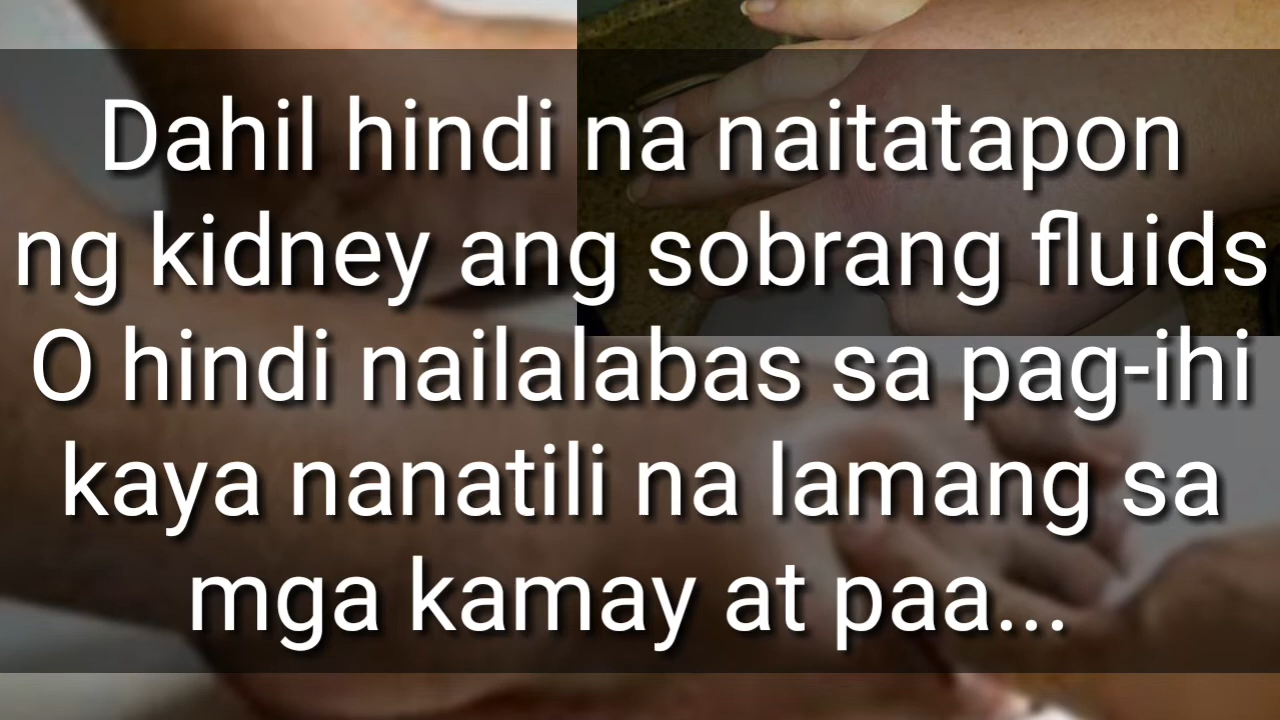 Dahil hindi na naitatapon
ng kidney ang sobrang fluids
O hindi nailalabas sa pag-ihi
kaya nanatili na lamang sa
mga kamay at paa...